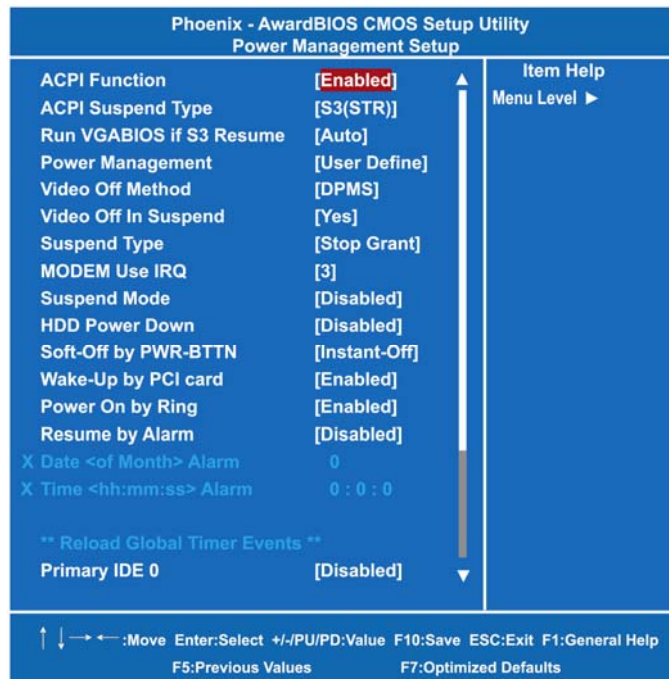 Phoenix - AwardBIOS CMOS Setup Utility
Power Management Setup
ACPI Function [Enabled]
ACPI Suspend Type [S3(STR)]
Run VGABIOS if S3 Resume [Auto]
Power Management [User Define]
Video Off Method [DPMS]
Video Off In Suspend [Yes]
Suspend Type [Stop Grant]
MODEM Use IRQ [3]
Suspend Mode [Disabled]
HDD Power Down [Disabled]
Soft-Off by PWR-BTTN [Instant-Off]
Wake-Up by PCI card [Enabled]
Power On by Ring [Enabled]
Resume by Alarm [Disabled]
X Date <of Month> Alarm 0
X Time <hh:mm:ss> Alarm 0 : 0 : 0
** Reload Global Timer Events **
Primary IDE 0 [Disabled]
Item Help
Menu Level ►
↑ ↓ → ← :Move Enter:Select +/-/PU/PD:Value F10:Save ESC:Exit F1:General Help
F5:Previous Values F7:Optimized Defaults